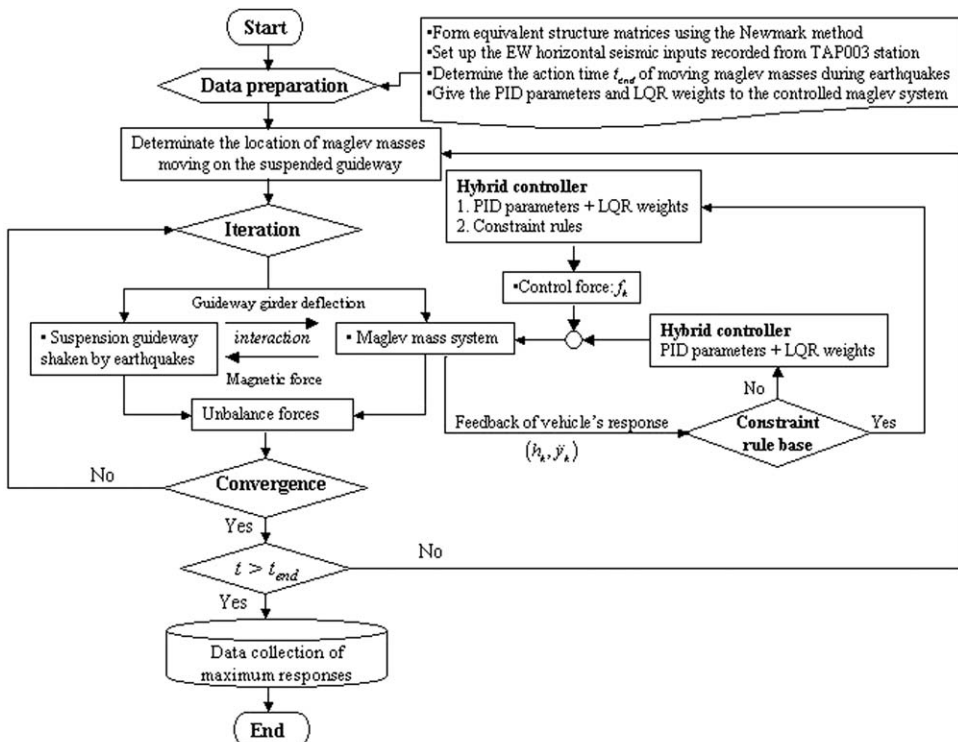 Start
▪Form equivalent structure matrices using the Newmark method
▪Set up the EW horizontal seismic inputs recorded from TAP003 station
▪Determine the action time t_end of moving maglev masses during earthquakes
▪Give the PID parameters and LQR weights to the controlled maglev system
Data preparation
Determinate the location of maglev masses
moving on the suspended guideway
Hybrid controller
1. PID parameters + LQR weights
2. Constraint rules
Iteration
▪Control force: f_k
Guideway girder deflection
▪ Suspension guideway
shaken by earthquakes
interaction
▪ Maglev mass system
Magnetic force
Hybrid controller
PID parameters + LQR weights
No
Unbalance forces
Feedback of vehicle's response
(h_k, ÿ_k)
Constraint
rule base
Yes
No
Convergence
Yes
t > t_end
No
Yes
Data collection of
maximum responses
End